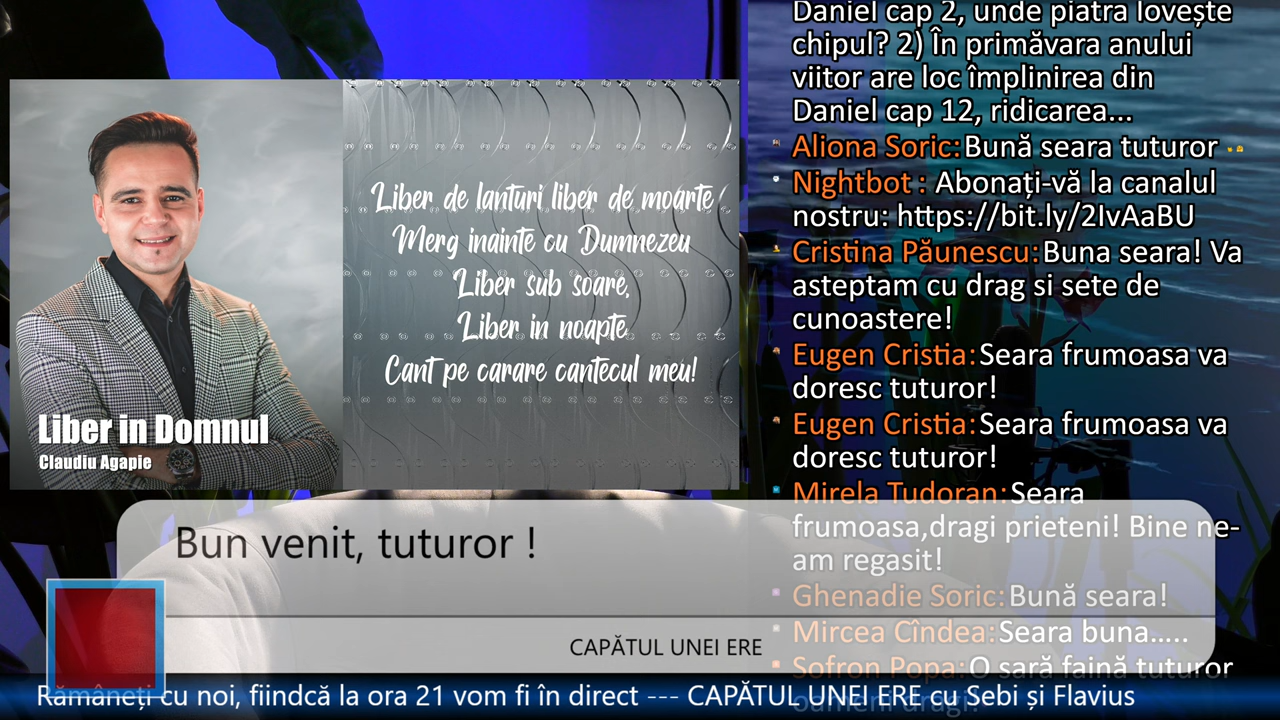 Daniel cap 2, unde piatra lovește
chipul? 2) În primăvara anului
viitor are loc împlinirea din
Daniel cap 12, ridicarea...
Aliona Soric: Bună seara tuturor
Nightbot : Abonați-vă la canalul
nostru: https://bit.ly/2IvAaBU
Cristina Păunescu: Buna seara! Va
asteptam cu drag si sete de
cunoastere!
Eugen Cristia: Seara frumoasa va
doresc tuturor!
Eugen Cristia: Seara frumoasa va
doresc tuturor!
Mirela Tudoran: Seara
frumoasa,dragi prieteni! Bine ne-
am regasit!
Ghenadie Soric: Bună seara!
Mircea Cîndea: Seara buna.....
Sofron Popa: O sară faină tuturor
oameni dragi!
Liber de lanturi liber de moarte
Merg inainte cu Dumnezeu
Liber sub soare,
Liber in noapte
Cant pe carare cantecul meu!
Liber in Domnul
Claudiu Agapie
Bun venit, tuturor !
CAPĂTUL UNEI ERE
Rămâneți cu noi, fiindcă la ora 21 vom fi în direct --- CAPĂTUL UNEI ERE cu Sebi și Flavius